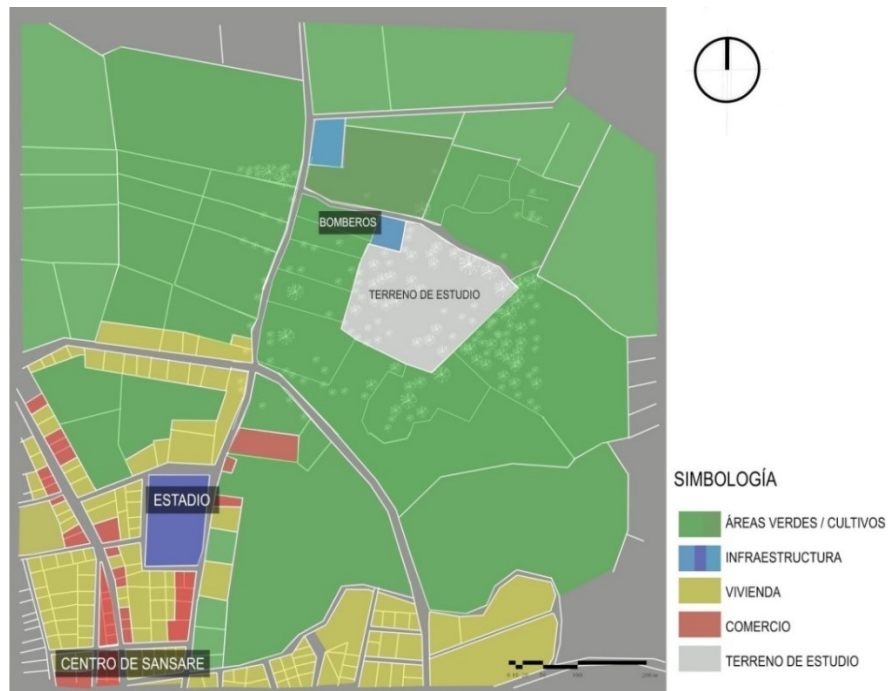 BOMBEROS
TERRENO DE ESTUDIO
ESTADIO
CENTRO DE SANSARE
SIMBOLOGÍA
ÁREAS VERDES / CULTIVOS
INFRAESTRUCTURA
VIVIENDA
COMERCIO
TERRENO DE ESTUDIO